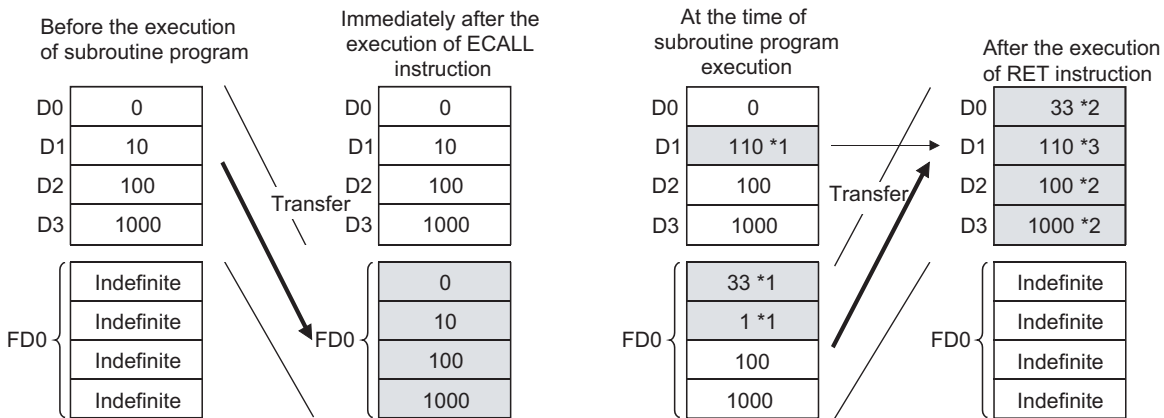 Before the execution
of subroutine program
D0 0
D1 10
D2 100
D3 1000
FD0
Indefinite
Indefinite
Indefinite
Indefinite
Transfer
Immediately after the
execution of ECALL
instruction
D0 0
D1 10
D2 100
D3 1000
FD0
0
10
100
1000
At the time of
subroutine program
execution
D0 0
D1 110 *1
D2 100
D3 1000
FD0
33 *1
1 *1
100
1000
Transfer
After the execution
of RET instruction
D0 33 *2
D1 110 *3
D2 100 *2
D3 1000 *2
FD0
Indefinite
Indefinite
Indefinite
Indefinite